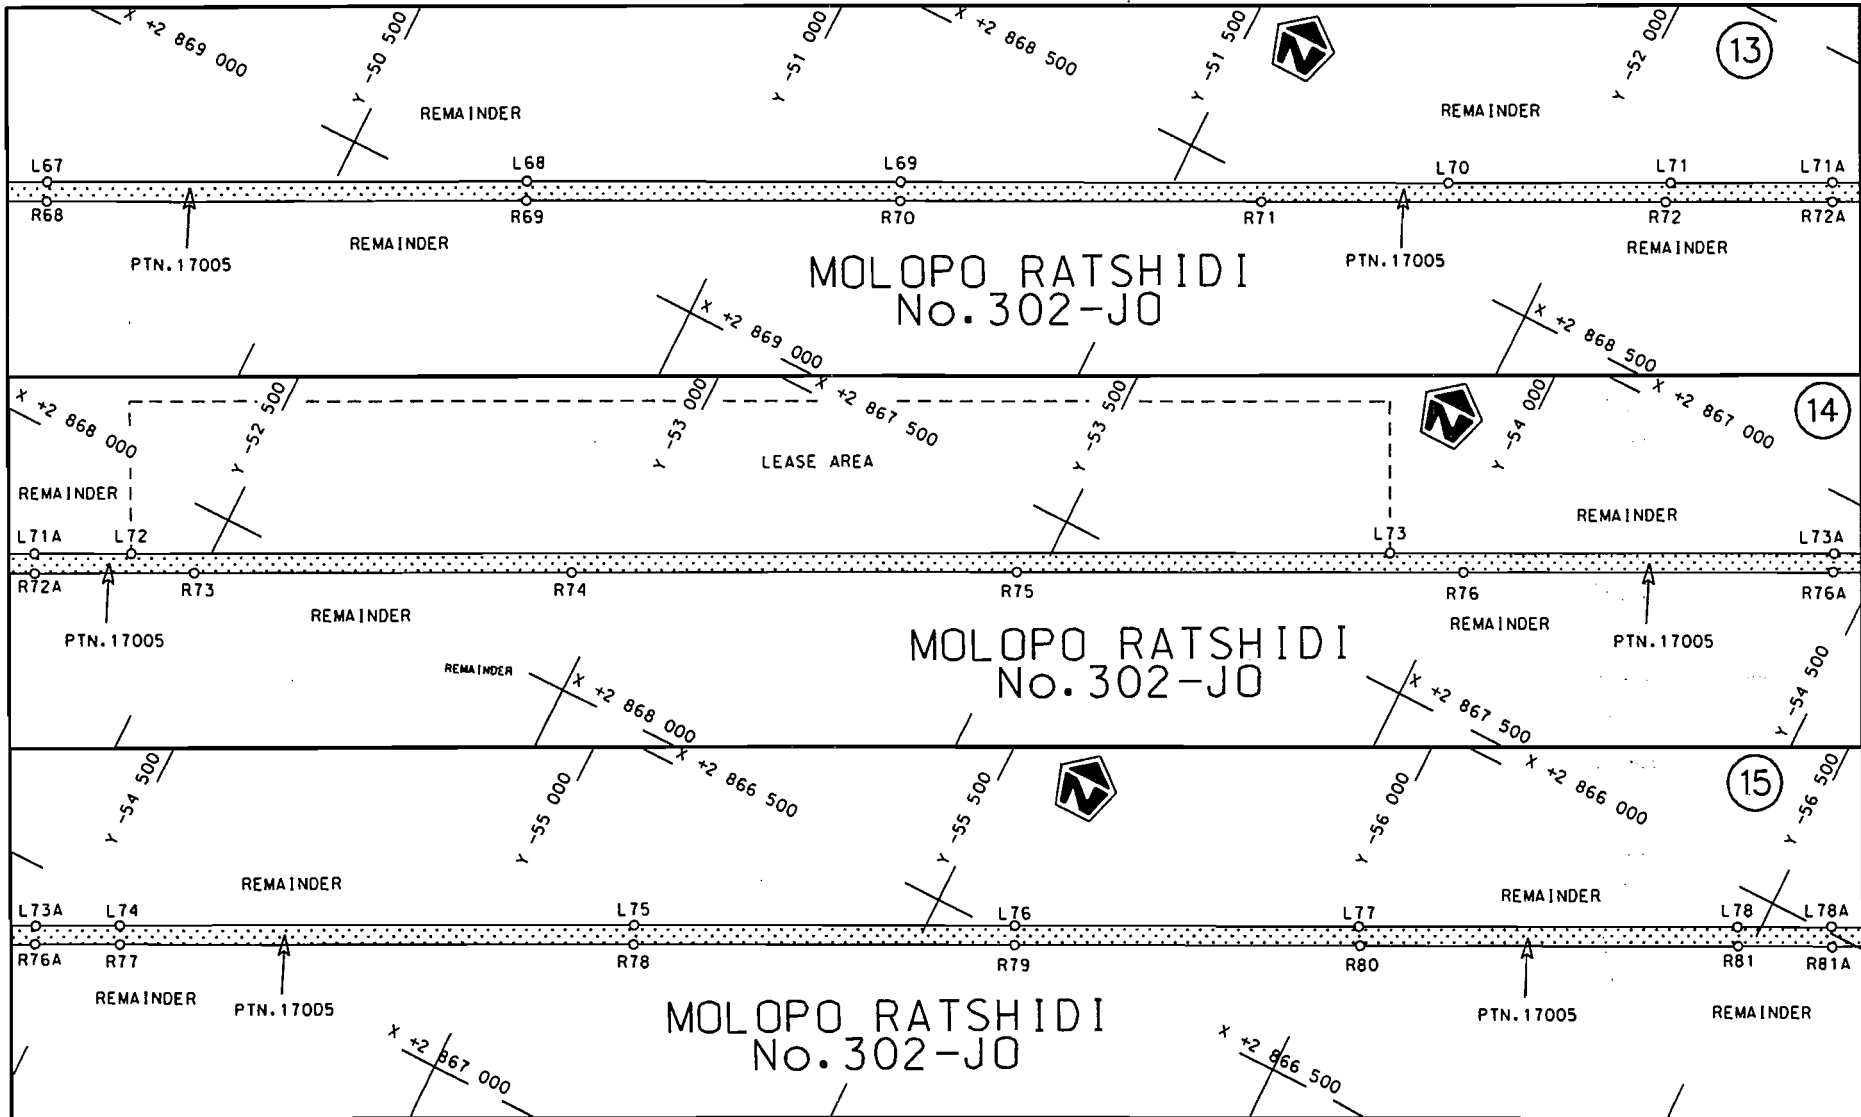 X +2 869 000
Y -50 500
Y -51 000
X +2 868 500
Y -51 500
Y -52 000
13
REMAINDER
REMAINDER
L67
L68
L69
L70
L71
L71A
R68
R69
R70
R71
R72
R72A
REMAINDER
REMAINDER
PTN.17005
PTN.17005
MOLOPO RATSHIDI
No.302-JO
X +2 869 000
X +2 868 500
X +2 868 000
Y -52 500
Y -53 000
X +2 867 500
Y -53 500
Y -54 000
X +2 867 000
14
LEASE AREA
REMAINDER
REMAINDER
L71A
L72
L73
L73A
R72A
R73
R74
R75
R76
R76A
REMAINDER
REMAINDER
PTN.17005
PTN.17005
MOLOPO RATSHIDI
No.302-JO
REMAINDER
X +2 868 000
X +2 867 500
Y -54 500
Y -54 500
Y -55 000
X +2 866 500
Y -55 500
Y -56 000
X +2 866 000
Y -56 500
15
REMAINDER
REMAINDER
L73A
L74
L75
L76
L77
L78
L78A
R76A
R77
R78
R79
R80
R81
R81A
REMAINDER
PTN.17005
PTN.17005
REMAINDER
MOLOPO RATSHIDI
No.302-JO
X +2 867 000
X +2 866 500